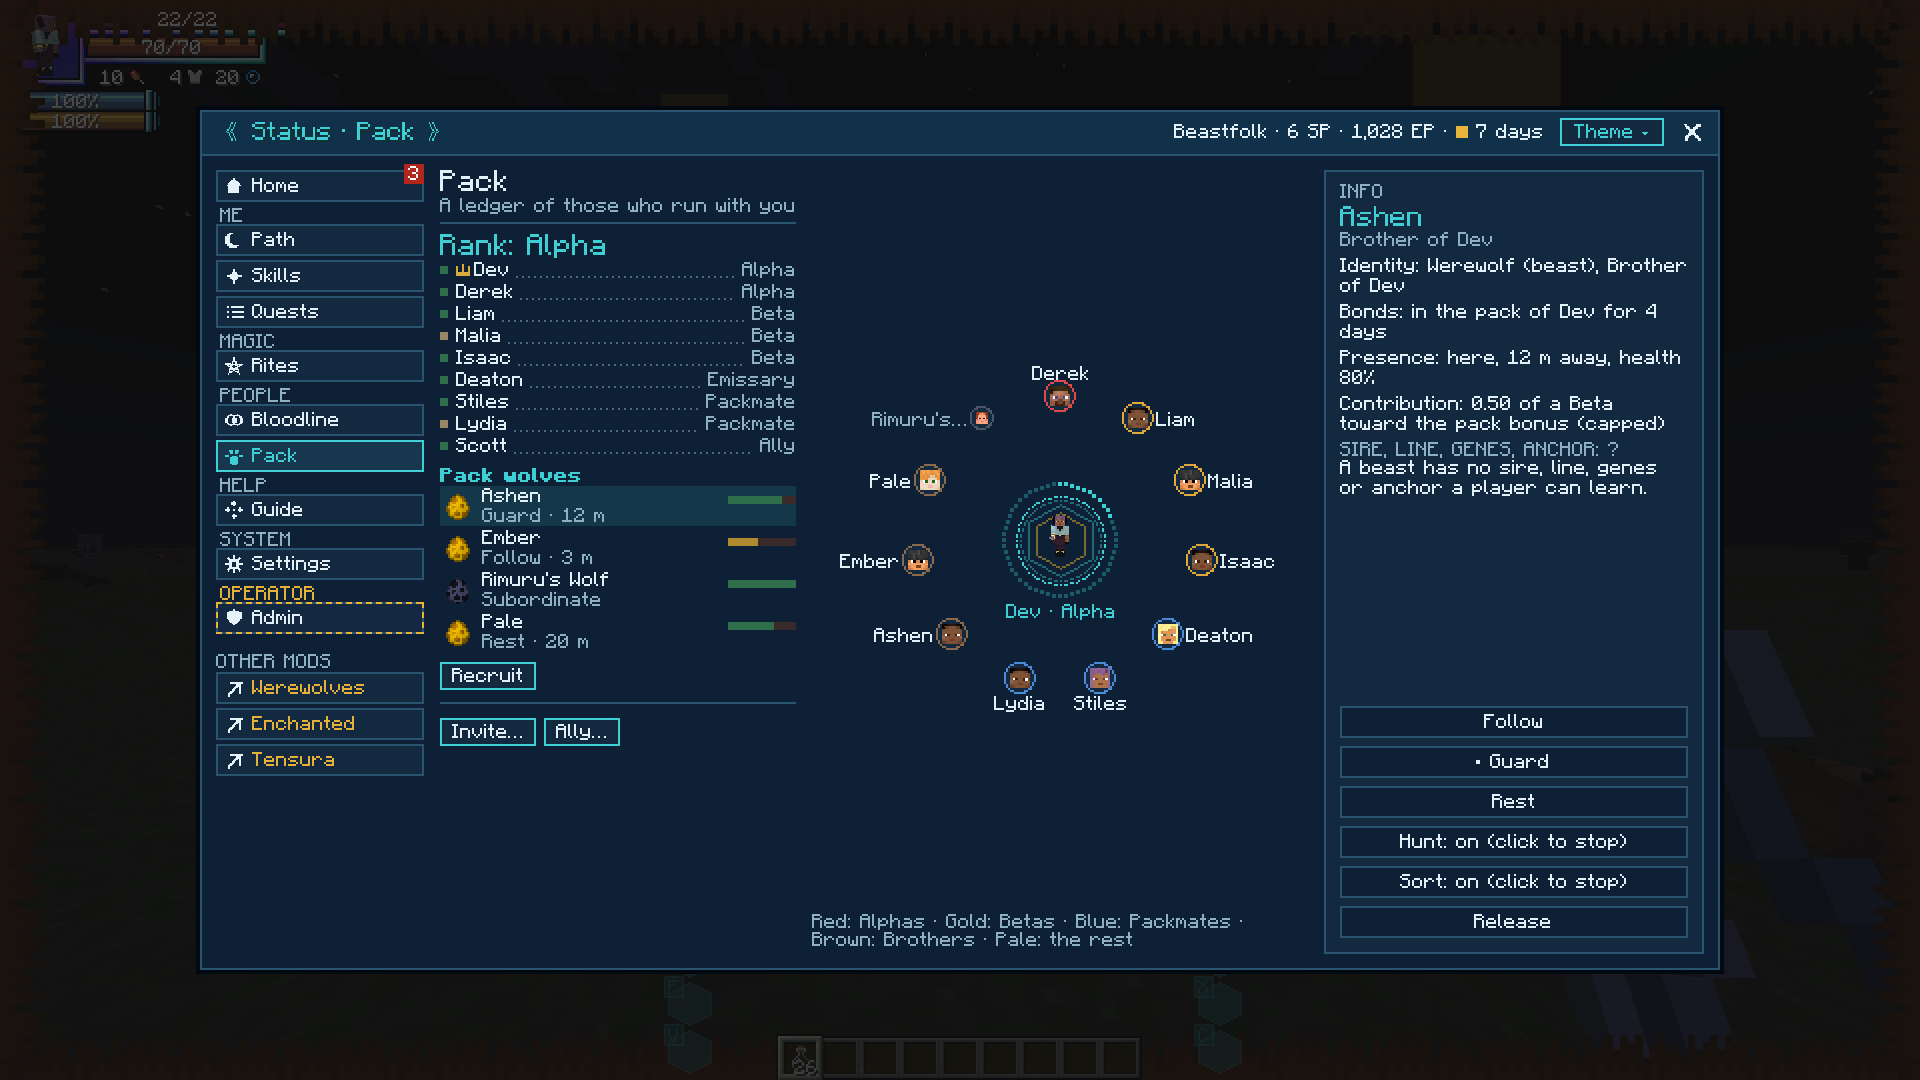 22/22
70/70
10 4 20
100%
100%
《 Status · Pack 》
Beastfolk · 6 SP · 1,028 EP · 7 days
Theme
Home
3
ME
Path
Skills
Quests
MAGIC
Rites
PEOPLE
Bloodline
Pack
HELP
Guide
SYSTEM
Settings
OPERATOR
Admin
OTHER MODS
Werewolves
Enchanted
Tensura
Pack
A ledger of those who run with you
Rank: Alpha
Dev Alpha
Derek Alpha
Liam Beta
Malia Beta
Isaac Beta
Deaton Emissary
Stiles Packmate
Lydia Packmate
Scott Ally
Pack wolves
Ashen
Guard · 12 m
Ember
Follow · 3 m
Rimuru's Wolf
Subordinate
Pale
Rest · 20 m
Recruit
Invite...
Ally...
Derek
Rimuru's...
Liam
Pale
Malia
Ember
Isaac
Dev · Alpha
Ashen
Deaton
Lydia
Stiles
Red: Alphas · Gold: Betas · Blue: Packmates ·
Brown: Brothers · Pale: the rest
INFO
Ashen
Brother of Dev
Identity: Werewolf (beast), Brother
of Dev
Bonds: in the pack of Dev for 4
days
Presence: here, 12 m away, health
80%
Contribution: 0.50 of a Beta
toward the pack bonus (capped)
SIRE, LINE, GENES, ANCHOR: ?
A beast has no sire, line, genes
or anchor a player can learn.
Follow
· Guard
Rest
Hunt: on (click to stop)
Sort: on (click to stop)
Release
26